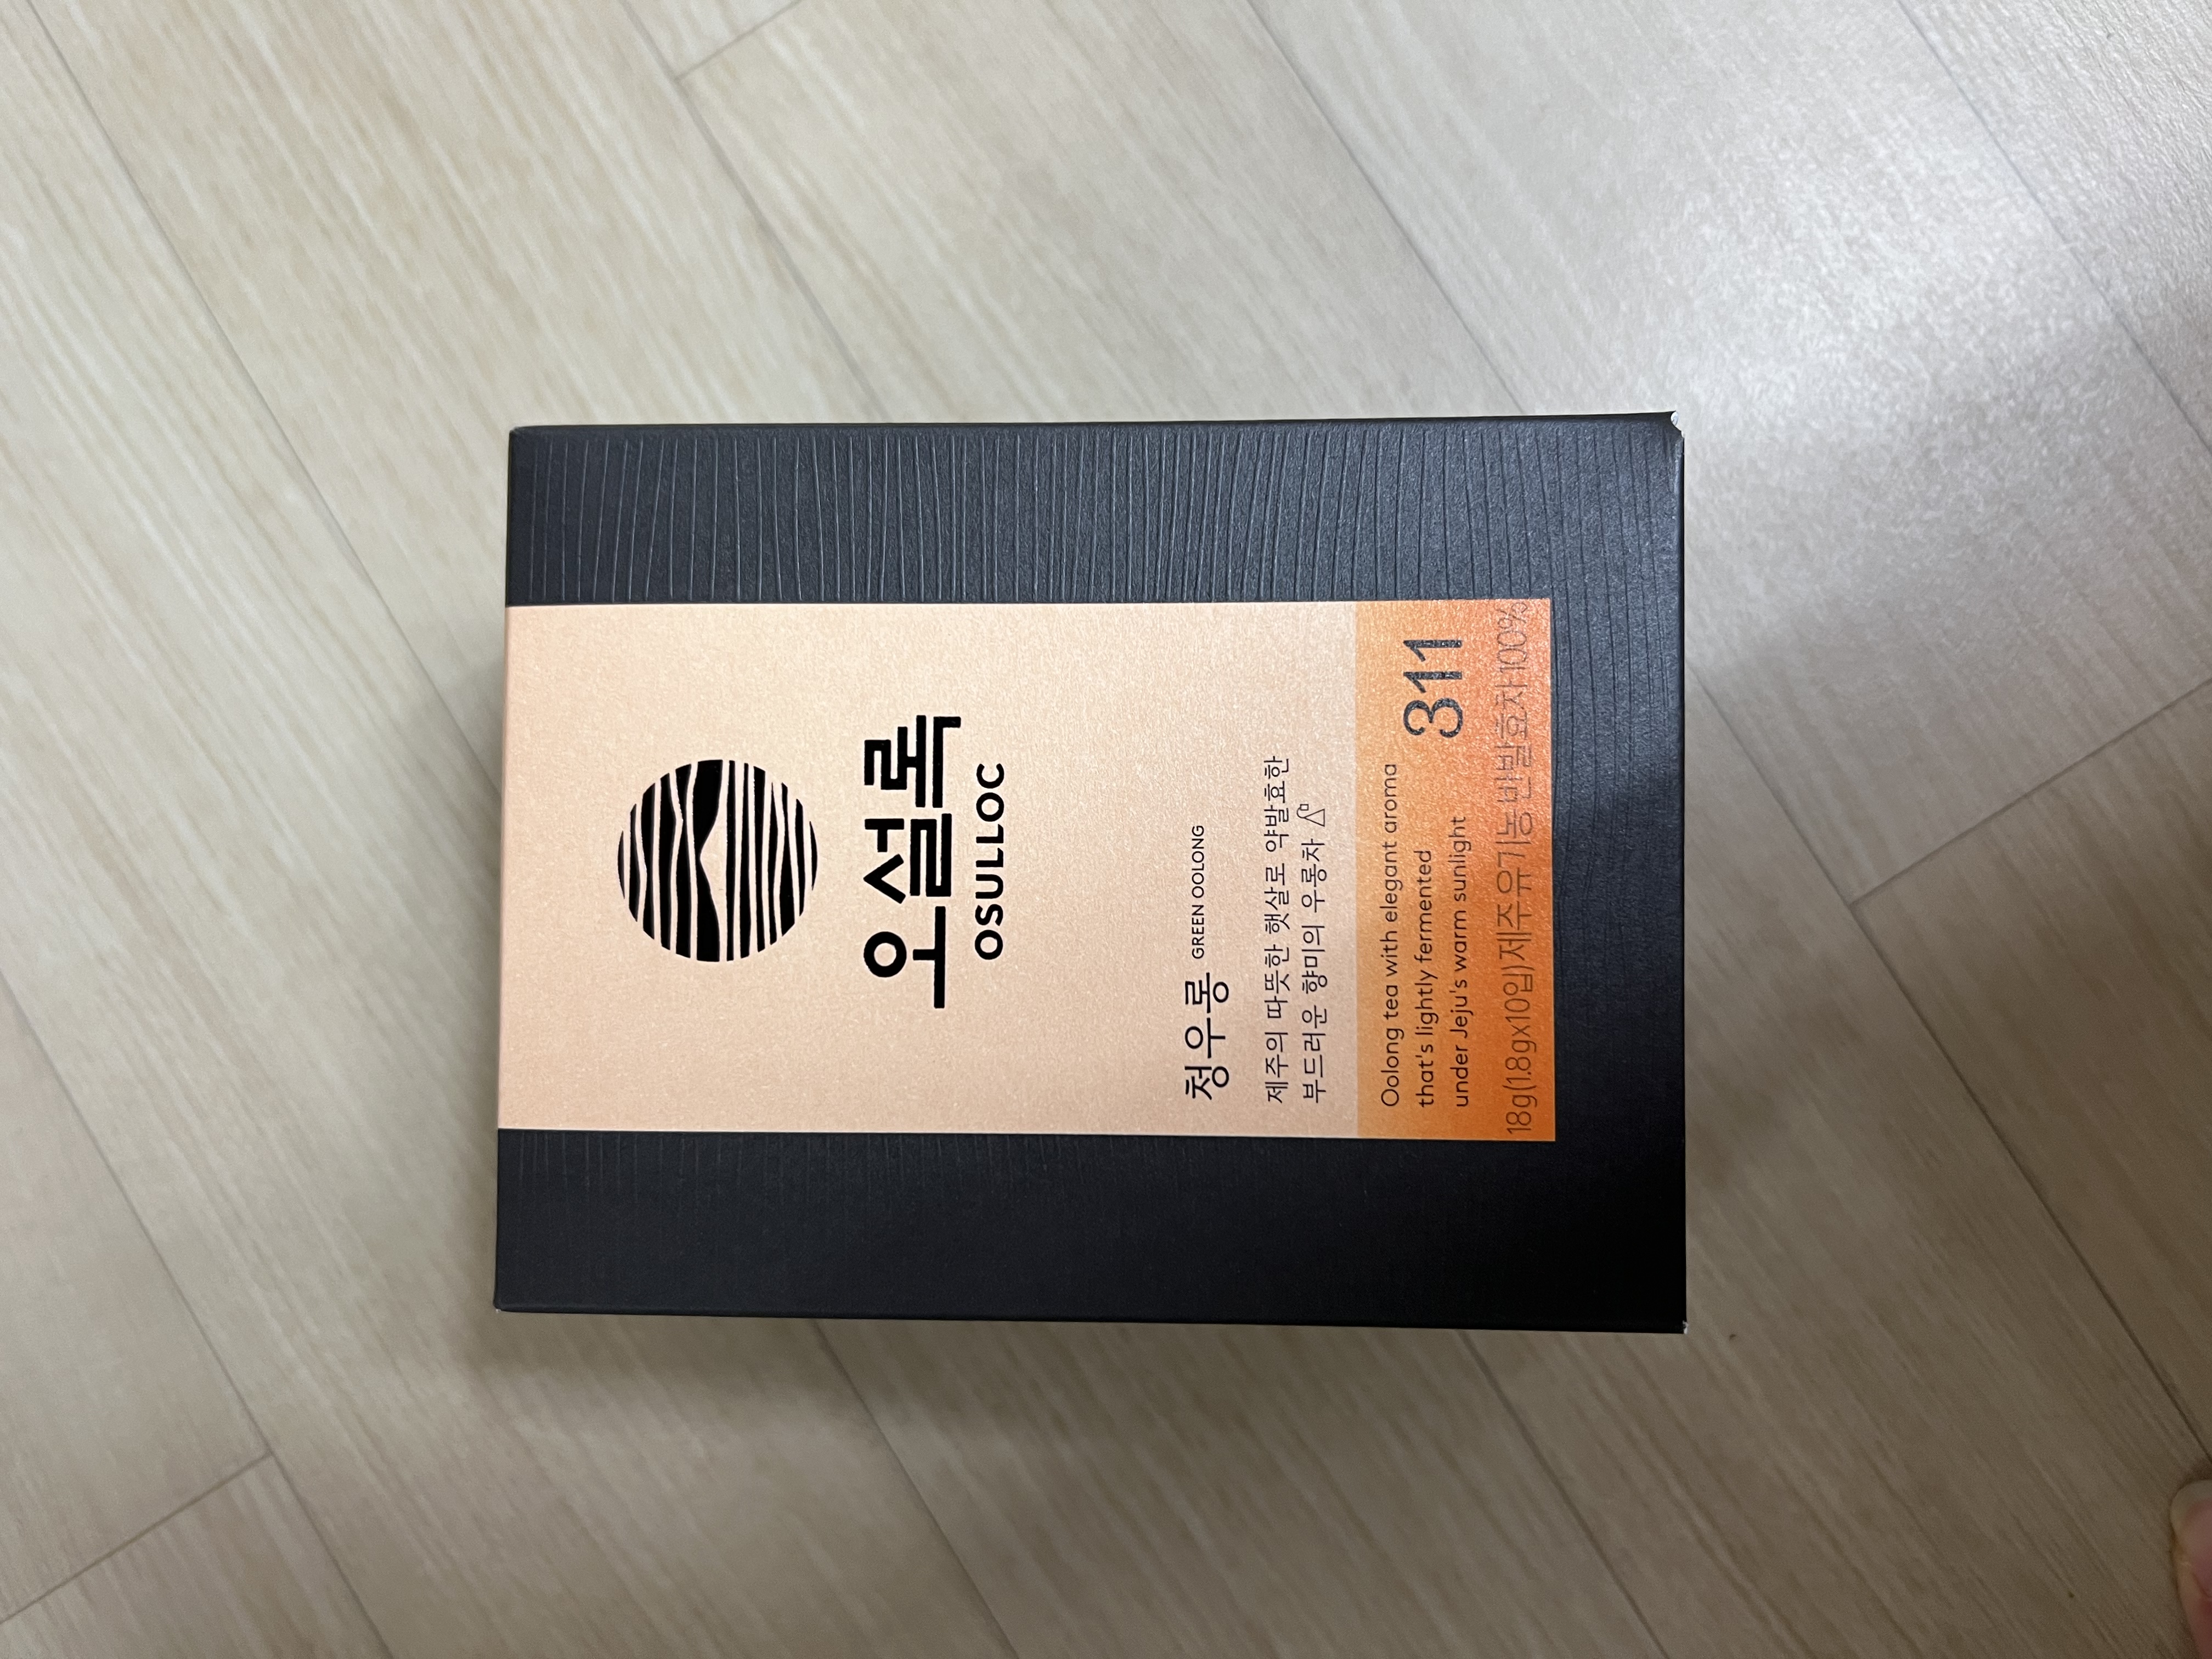 오설록
OSULLOC
청우롱 GREEN OOLONG
제주의 따뜻한 햇살로 약발효한
부드러운 향미의 우롱차
Oolong tea with elegant aroma
that's lightly fermented
under Jeju's warm sunlight
311
18g(1.8gx10입)제주유기농반발효차100%